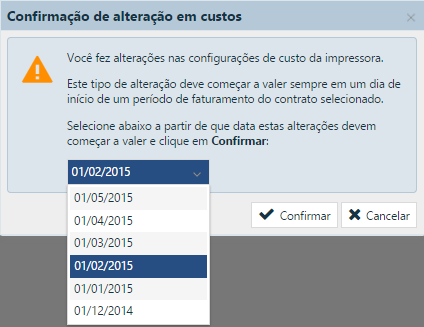 Confirmação de alteração em custos
Você fez alterações nas configurações de custo da impressora.
Este tipo de alteração deve começar a valer sempre em um dia de
início de um período de faturamento do contrato selecionado.
Selecione abaixo a partir de que data estas alterações devem
começar a valer e clique em Confirmar:
01/02/2015
01/05/2015
01/04/2015
01/03/2015
01/02/2015
01/01/2015
01/12/2014
Confirmar
Cancelar